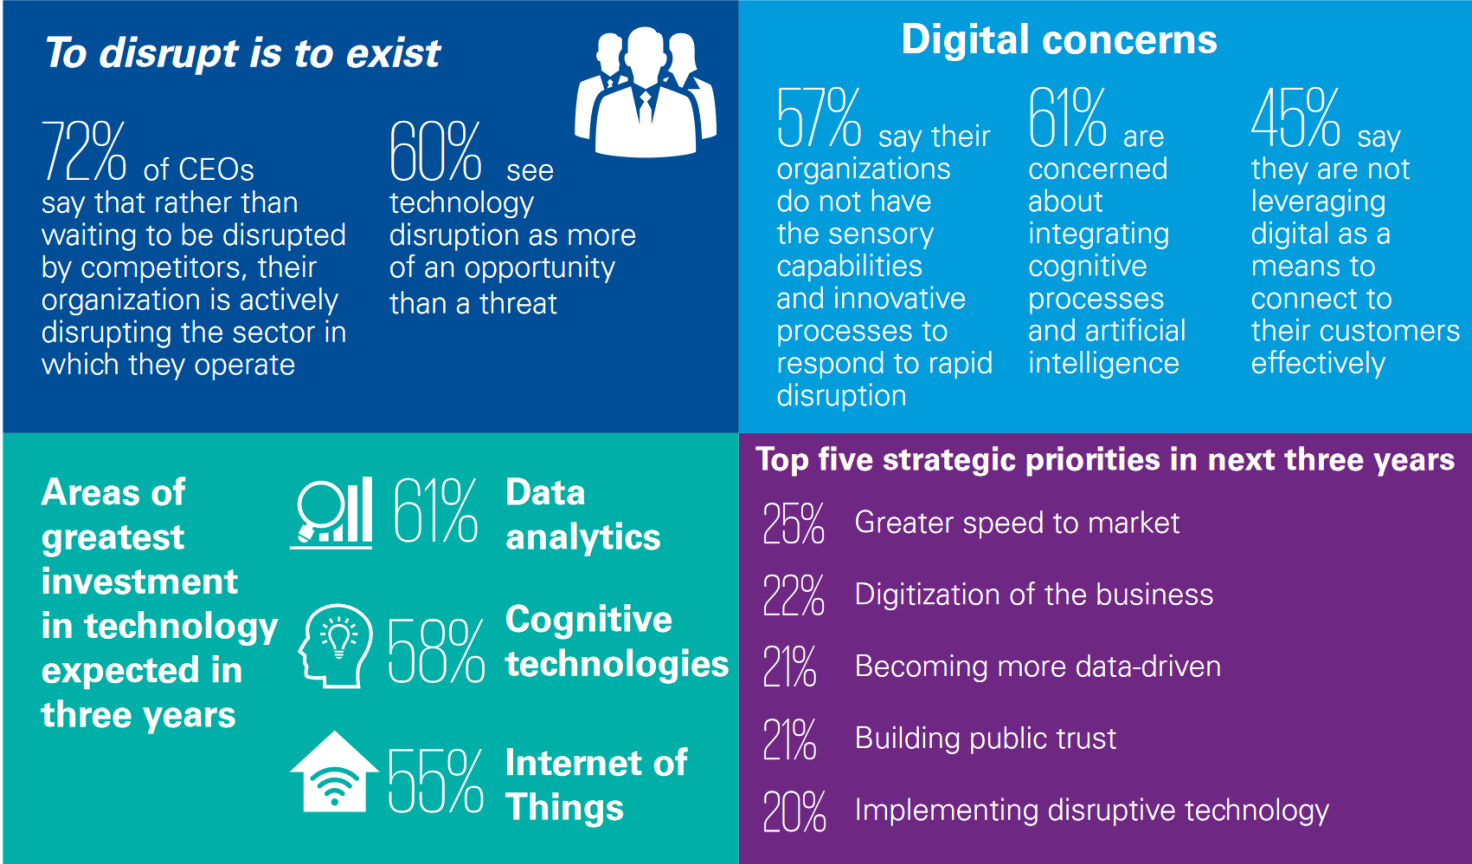 To disrupt is to exist
72% of CEOs
say that rather than
waiting to be disrupted
by competitors, their
organization is actively
disrupting the sector in
which they operate
60% see
technology
disruption as more
of an opportunity
than a threat
Digital concerns
57% say their
organizations
do not have
the sensory
capabilities
and innovative
processes to
respond to rapid
disruption
61% are
concerned
about
integrating
cognitive
processes
and artificial
intelligence
45% say
they are not
leveraging
digital as a
means to
connect to
their customers
effectively
Areas of
greatest
investment
in technology
expected in
three years
61% Data
analytics
58% Cognitive
technologies
55% Internet of
Things
Top five strategic priorities in next three years
25% Greater speed to market
22% Digitization of the business
21% Becoming more data-driven
21% Building public trust
20% Implementing disruptive technology